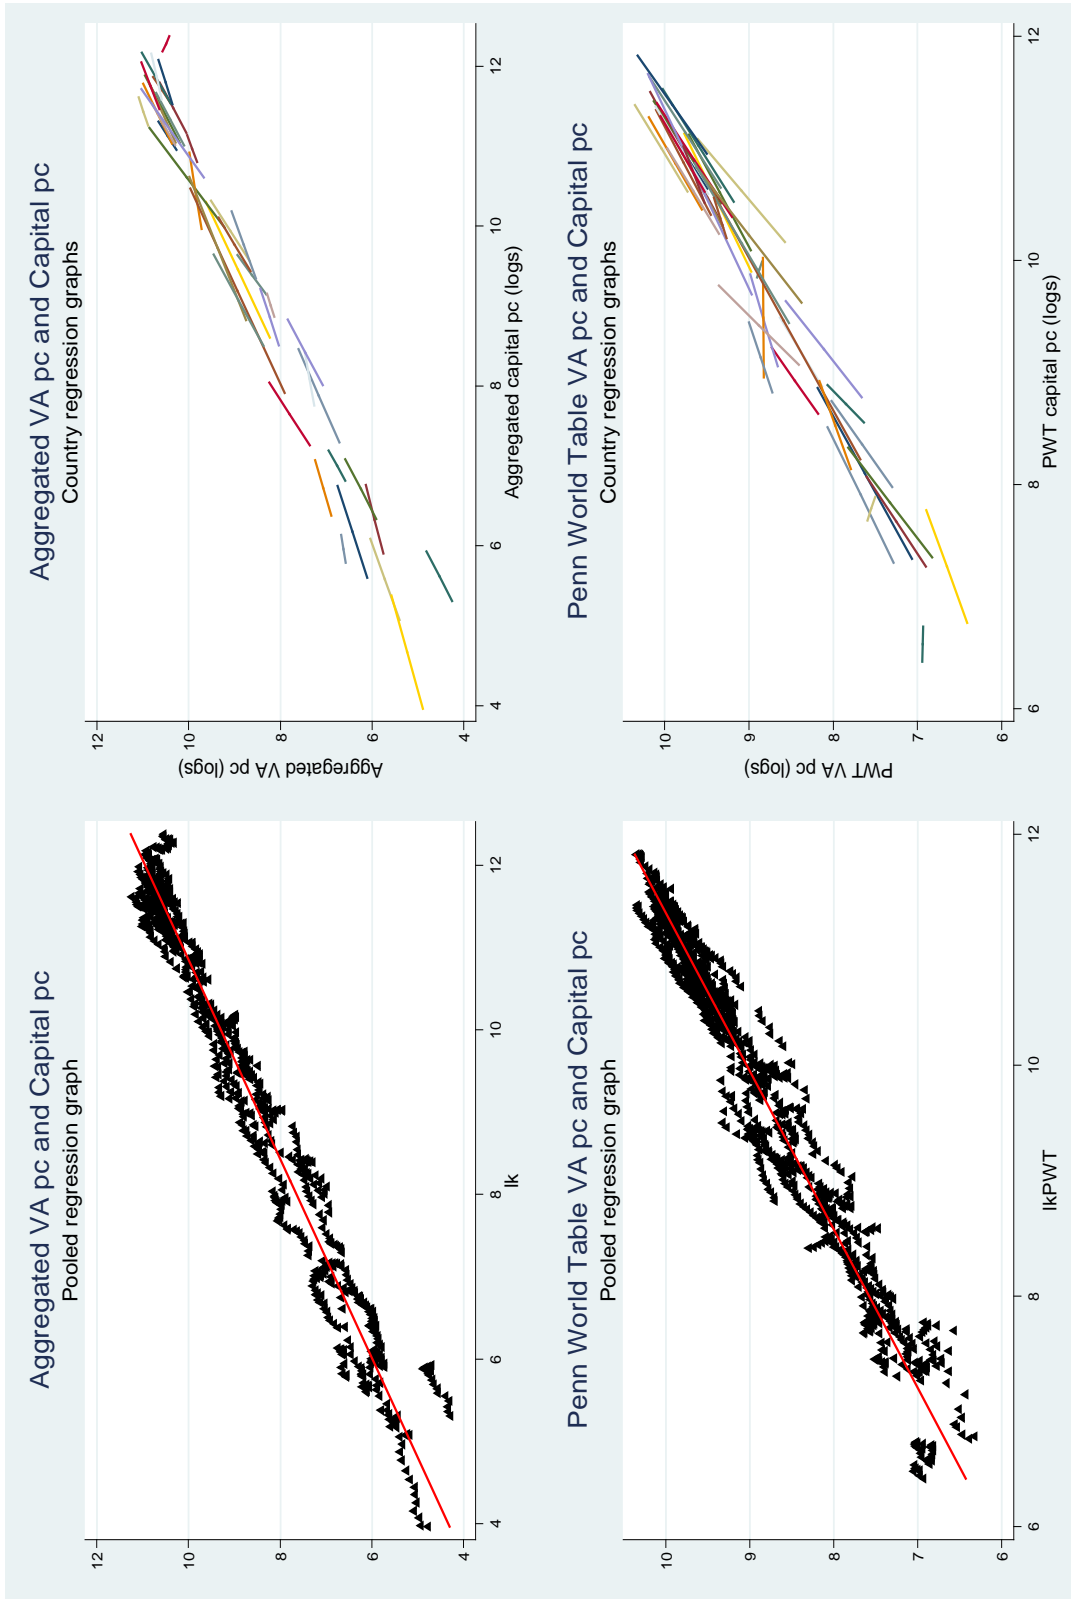 Aggregated VA pc and Capital pc
Pooled regression graph
12
10
8
6
4
4 6 8 10 12
lk
Aggregated VA pc and Capital pc
Country regression graphs
Aggregated VA pc (logs)
12
10
8
6
4
4 6 8 10 12
Aggregated capital pc (logs)
Penn World Table VA pc and Capital pc
Pooled regression graph
10
9
8
7
6
6 8 10 12
lkPWT
Penn World Table VA pc and Capital pc
Country regression graphs
PWT VA pc (logs)
10
9
8
7
6
6 8 10 12
PWT capital pc (logs)